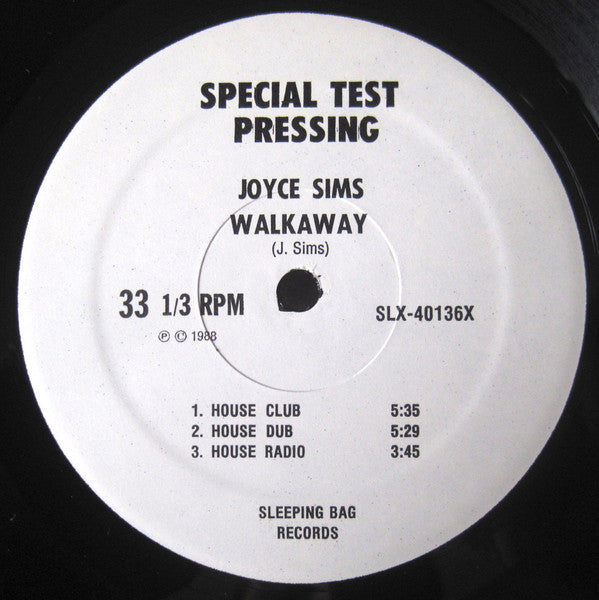 SPECIAL TEST
PRESSING
JOYCE SIMS
WALKAWAY
(J. Sims)
33 1/3 RPM
SLX-40136X
℗ © 1988
1. HOUSE CLUB 5:35
2. HOUSE DUB 5:29
3. HOUSE RADIO 3:45
SLEEPING BAG
RECORDS